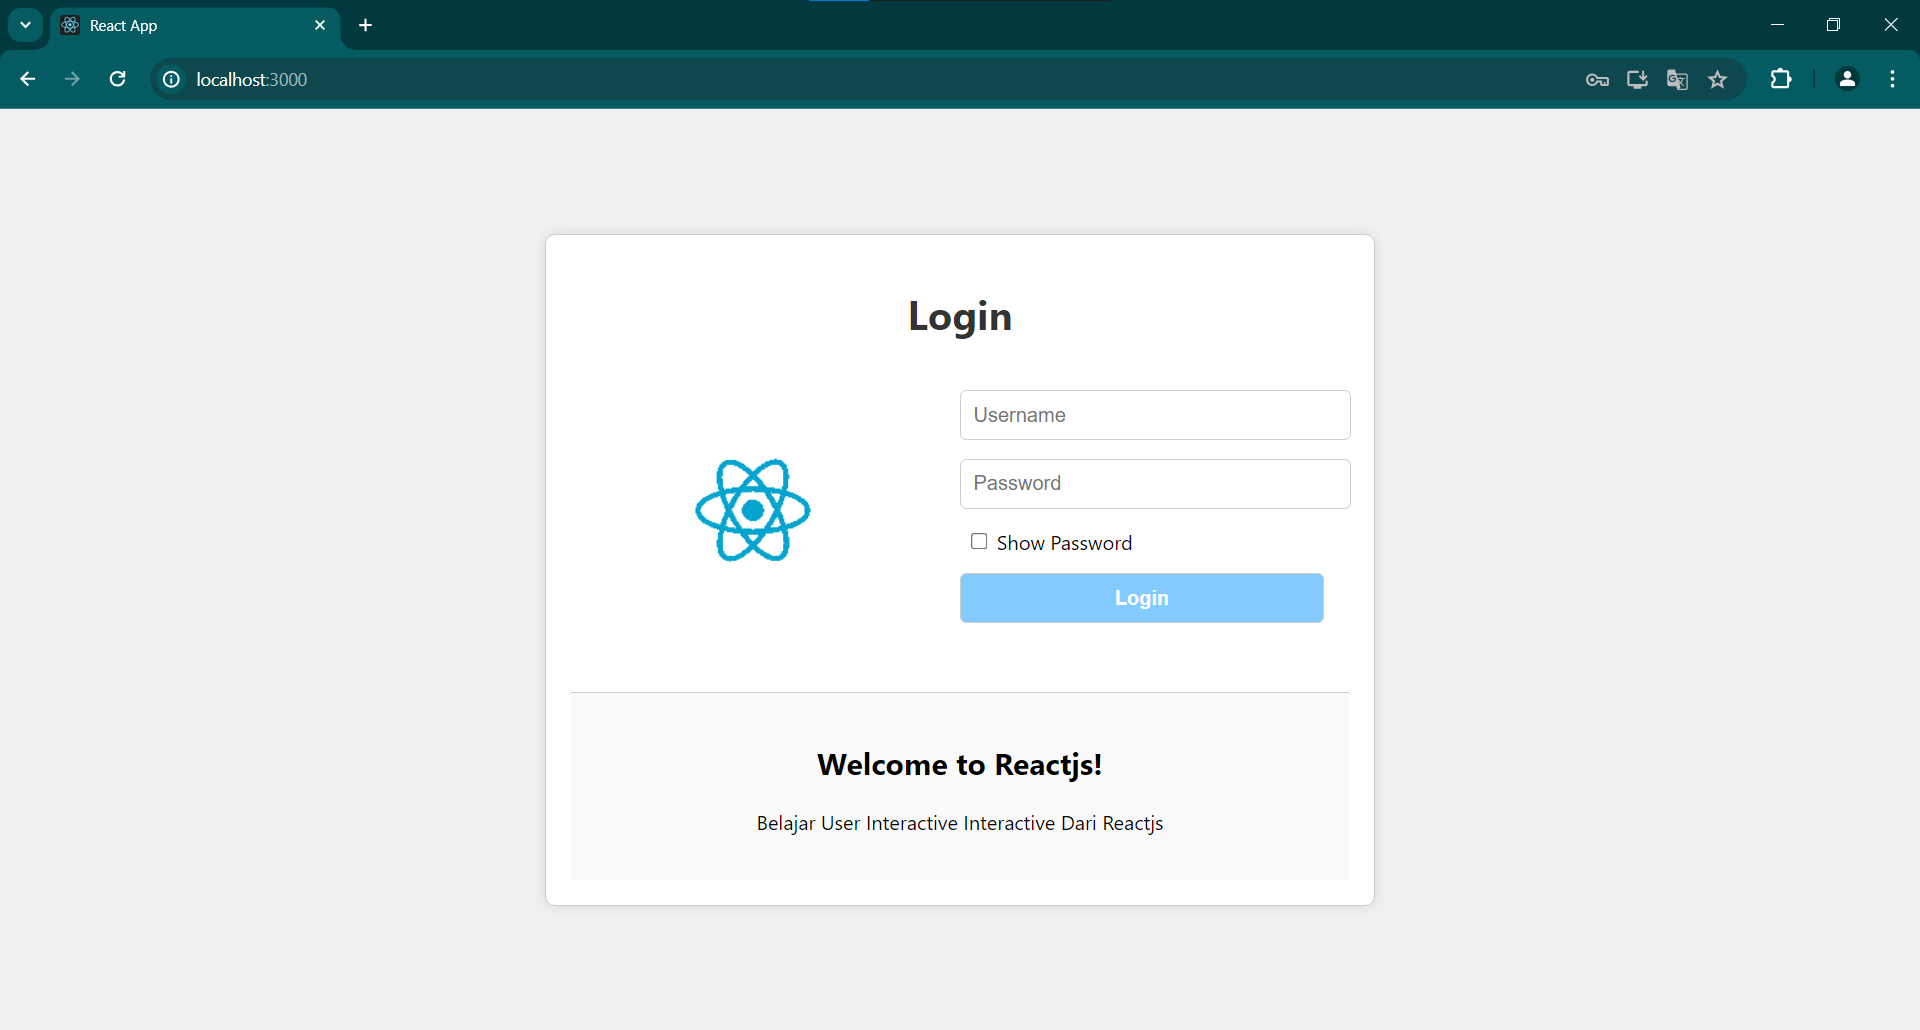 React App
localhost:3000
Login
Username
Password
Show Password
Login
Welcome to Reactjs!
Belajar User Interactive Interactive Dari Reactjs